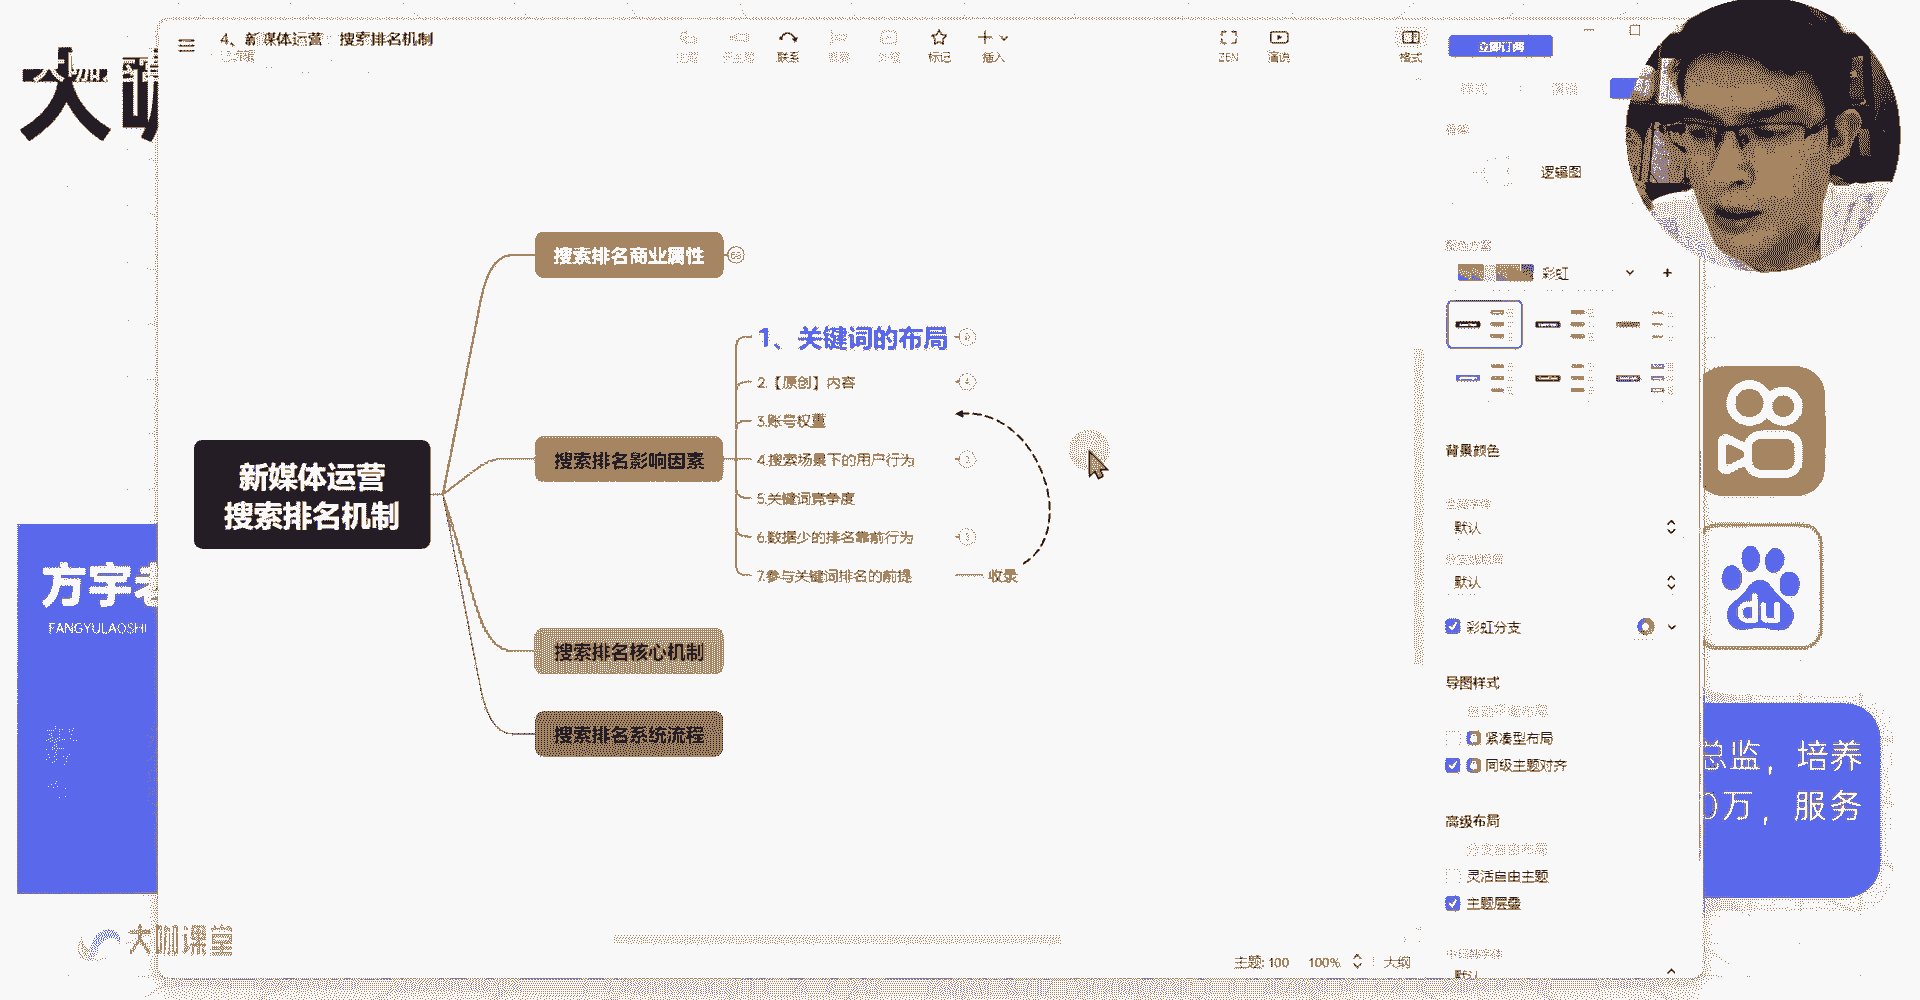 4、新媒体运营 搜索排名机制
联系
标记
插入
ZEN
演说
格式
立即订阅
大咖
逻辑图
彩虹
搜索排名商业属性
68
1、关键词的布局
2.【原创】内容
4
3.账号权重
4.搜索场景下的用户行为
5.关键词竞争度
6.数据少的排名靠前行为
7.参与关键词排名的前提
收录
搜索排名影响因素
新媒体运营
搜索排名机制
搜索排名核心机制
搜索排名系统流程
背景颜色
默认
默认
彩虹分支
导图样式
紧凑型布局
同级主题对齐
高级布局
灵活自由主题
主题层叠
默认
方宇老
FANGYULAOSHI
du
总监，培养
0万，服务
大咖课堂
主题: 100
100%
大纲